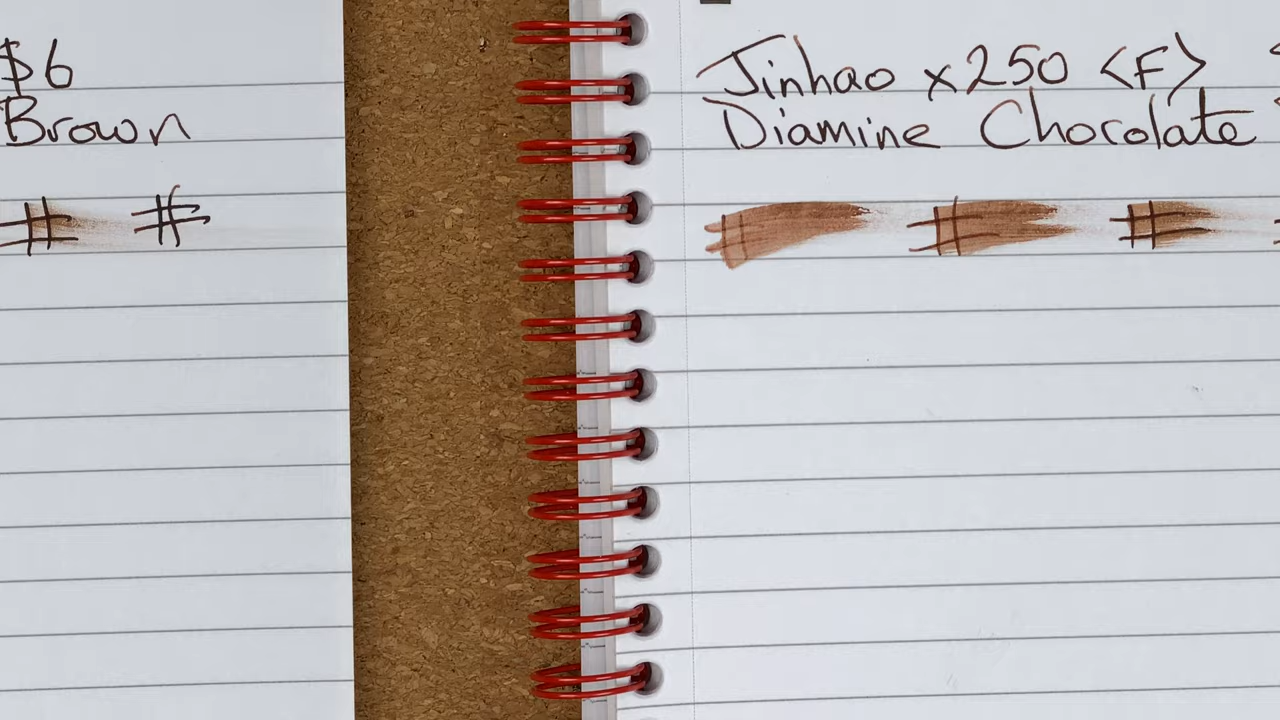 $6
Brown
# #
Jinhao x250 <F>
Diamine Chocolate
# # #